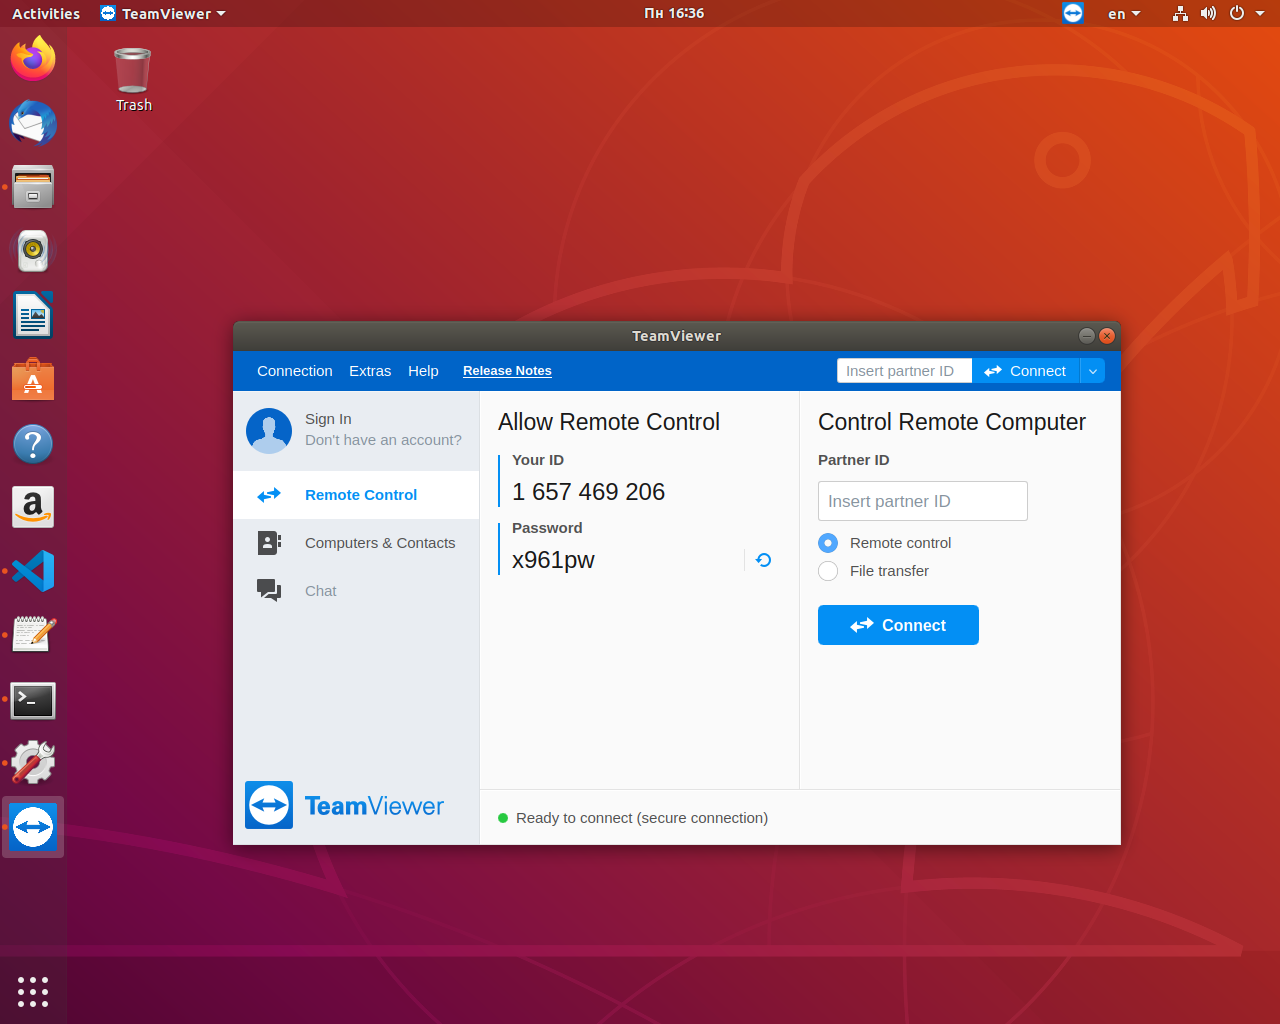 Activities TeamViewer Пн 16:36 en
Trash
TeamViewer
Connection Extras Help Release Notes Insert partner ID Connect
Sign In
Don't have an account?
Remote Control
Computers & Contacts
Chat
TeamViewer
Allow Remote Control
Your ID
1 657 469 206
Password
x961pw
Control Remote Computer
Partner ID
Insert partner ID
Remote control
File transfer
Connect
Ready to connect (secure connection)